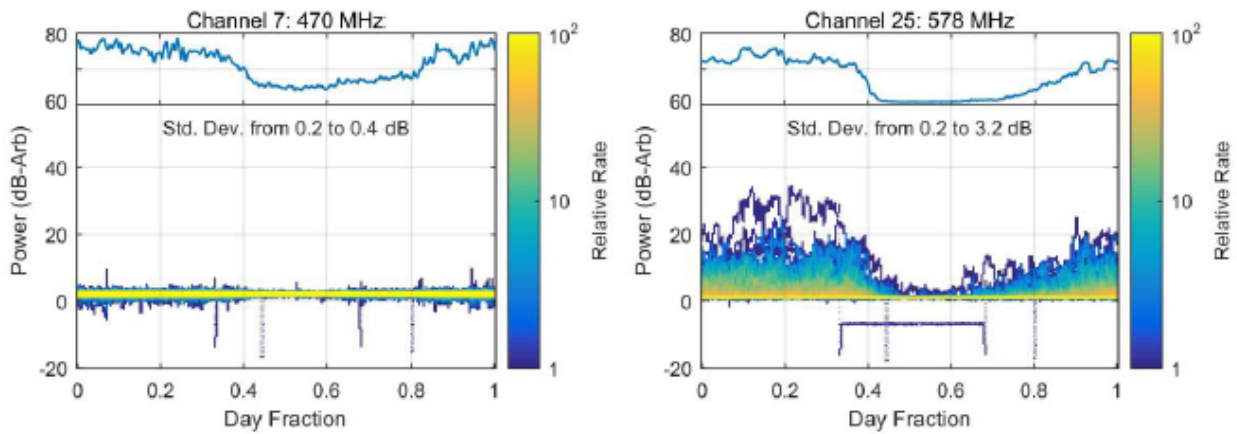 Channel 7: 470 MHz
80
60
Std. Dev. from 0.2 to 0.4 dB
40
20
0
-20
Power (dB-Arb)
0 0.2 0.4 0.6 0.8 1
Day Fraction
10^2
10
1
Relative Rate
Channel 25: 578 MHz
80
60
Std. Dev. from 0.2 to 3.2 dB
40
20
0
-20
Power (dB-Arb)
0 0.2 0.4 0.6 0.8 1
Day Fraction
10^2
10
1
Relative Rate